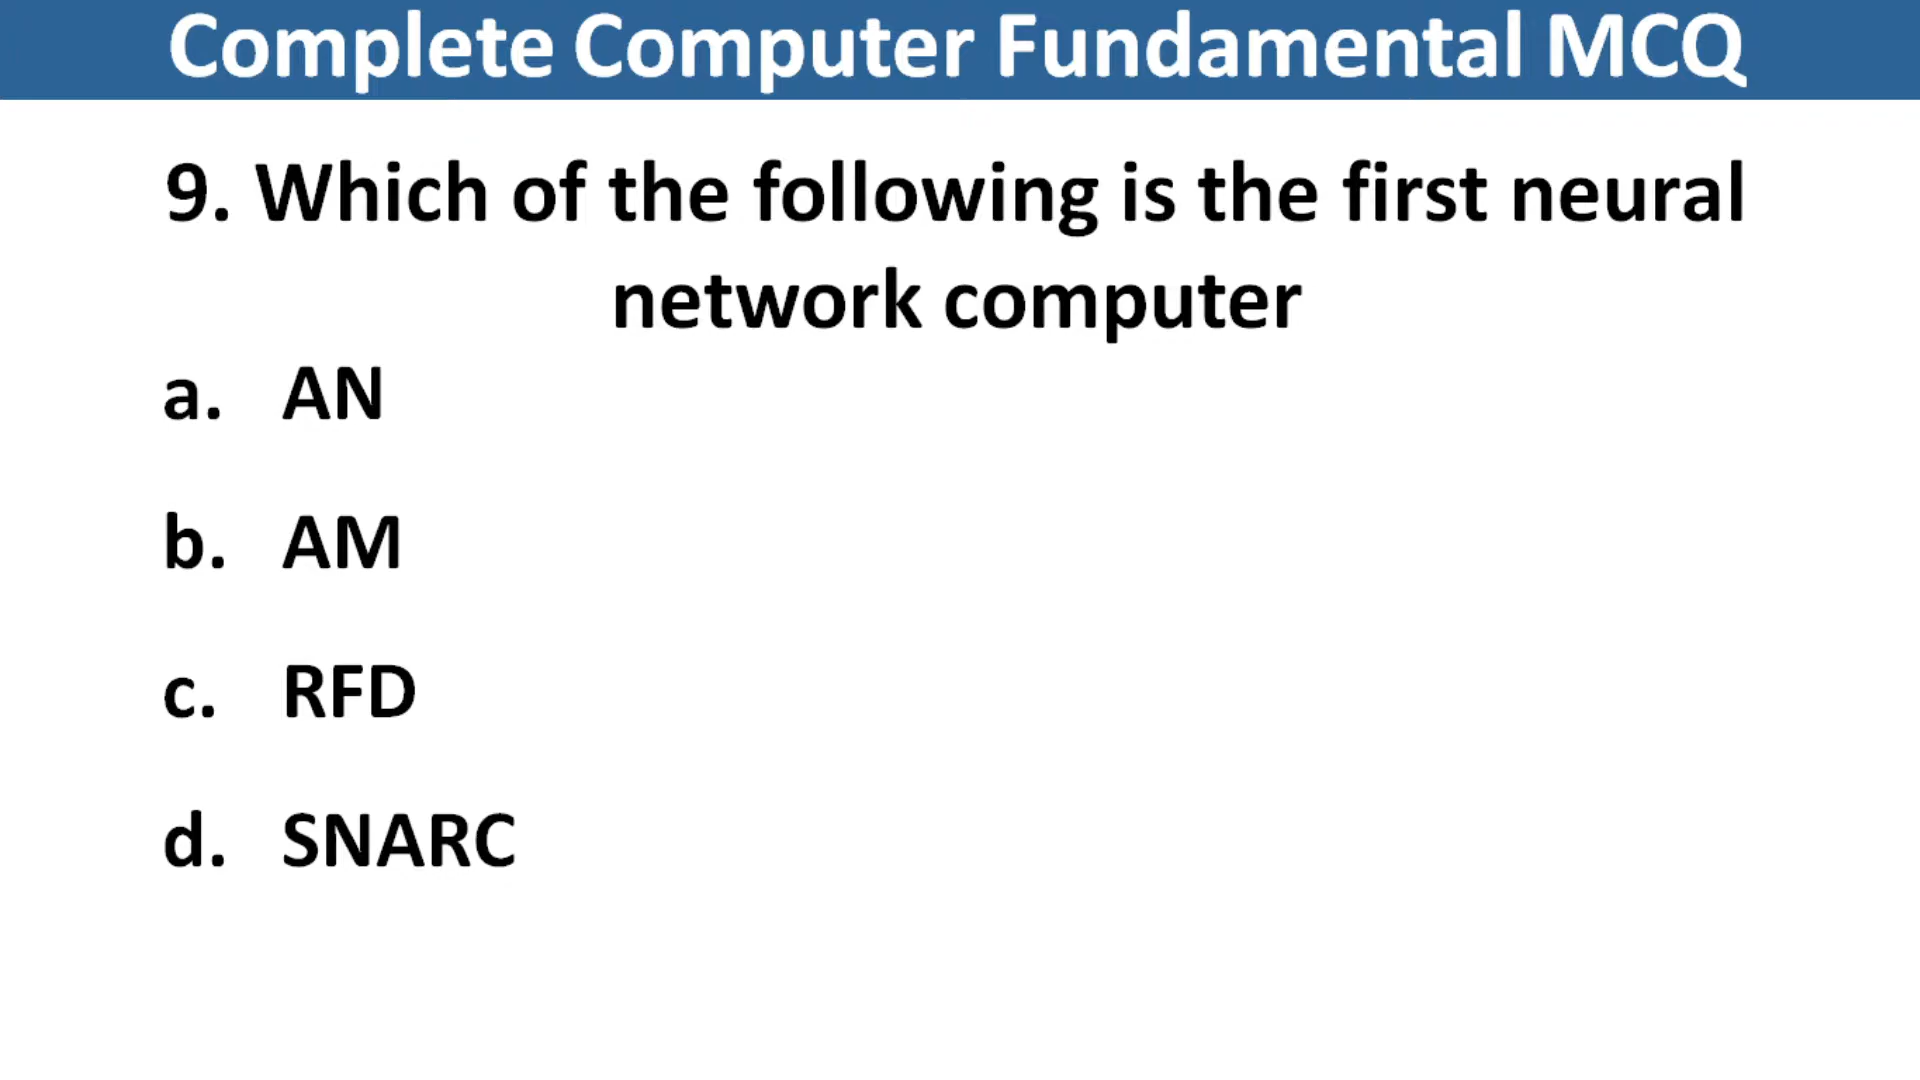 Complete Computer Fundamental MCQ
9. Which of the following is the first neural
network computer
a. AN
b. AM
c. RFD
d. SNARC